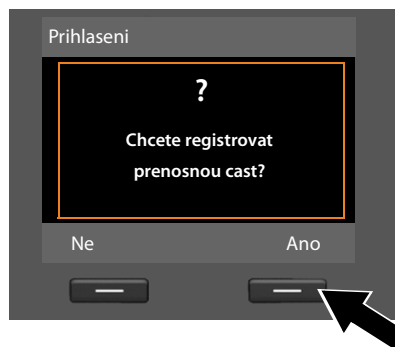 Prihlaseni
?
Chcete registrovat
prenosnou cast?
Ne Ano